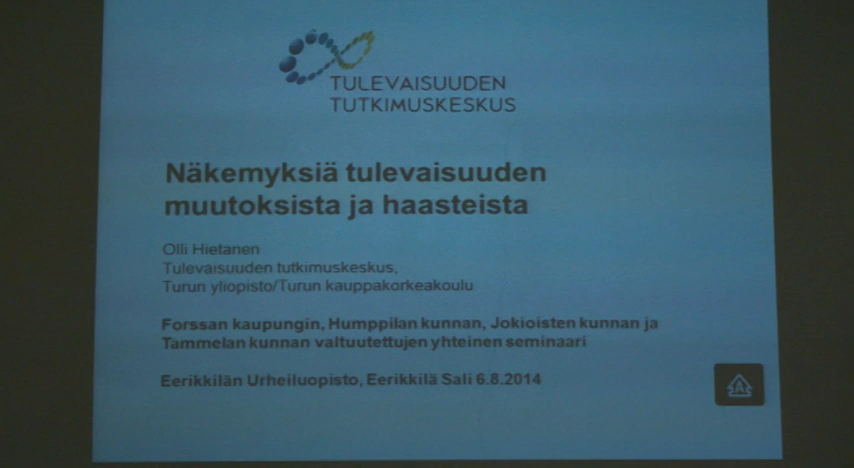 TULEVAISUUDEN
TUTKIMUSKESKUS
Näkemyksiä tulevaisuuden
muutoksista ja haasteista
Olli Hietanen
Tulevaisuuden tutkimuskeskus,
Turun yliopisto/Turun kauppakorkeakoulu
Forssan kaupungin, Humppilan kunnan, Jokioisten kunnan ja
Tammelan kunnan valtuutettujen yhteinen seminaari
Eerikkilän Urheiluopisto, Eerikkilä Sali 6.8.2014
A